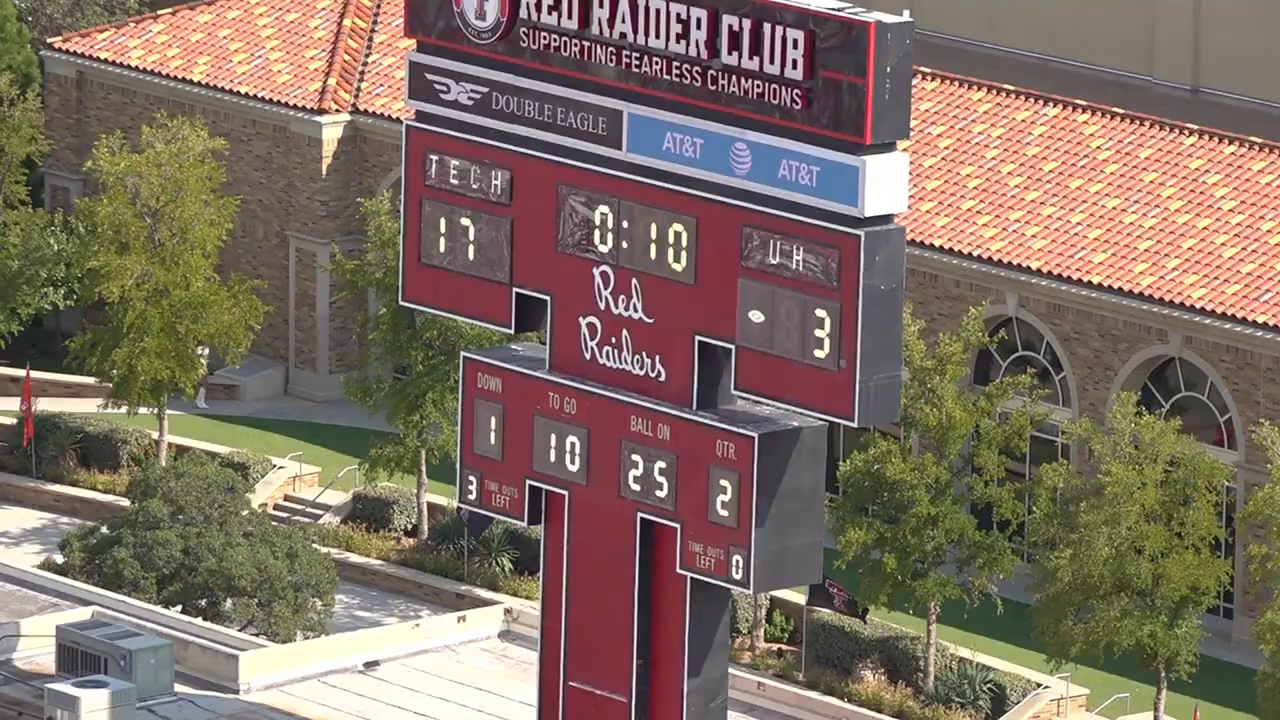 RED RAIDER CLUB
SUPPORTING FEARLESS CHAMPIONS
DOUBLE EAGLE
AT&T AT&T
TECH
17
0:10
UH
3
Red
Raiders
DOWN
1
TO GO
10
BALL ON
25
QTR.
2
3 TIME OUTS
LEFT
TIME OUTS
LEFT 0